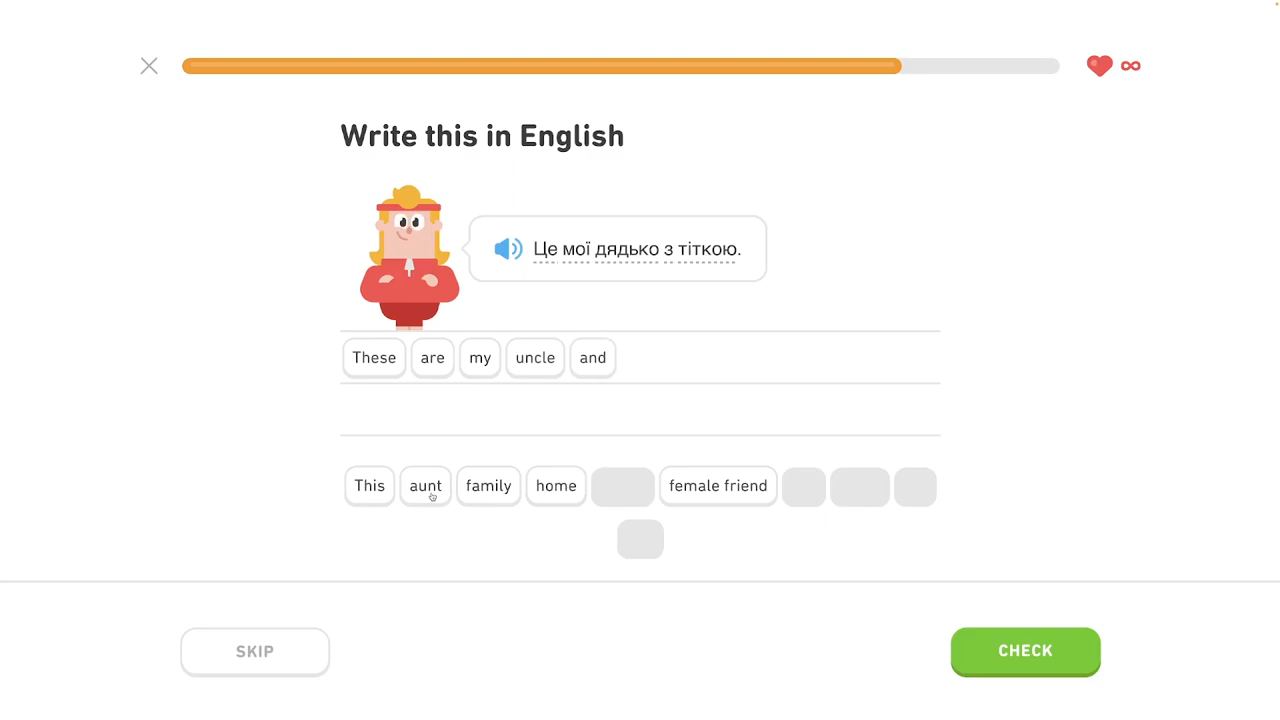 ∞
Write this in English
Це мої дядько з тіткою.
These are my uncle and
This aunt family home female friend
SKIP CHECK